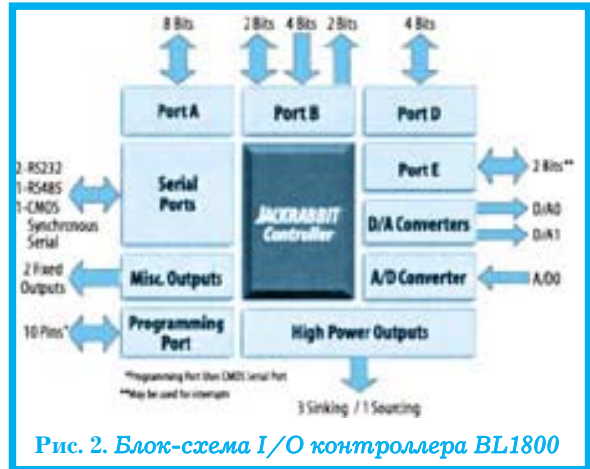 8 Bits
2 Bits 4 Bits 2 Bits
4 Bits
Port A
Port B
Port D
2-RS232
1-RS485
1-CMOS
Synchronous
Serial
Serial
Ports
JACKRABBIT
Controller
Port E
2 Bits**
D/A Converters
D/A0
D/A1
2 Fixed
Outputs
Misc. Outputs
A/D Converter
A/D0
10 Pins*
Programming
Port
High Power Outputs
*Programming Port Uses CMOS Serial Port
**May be used for interrupts
3 Sinking / 1 Sourcing
Рис. 2. Блок-схема I/O контроллера BL1800